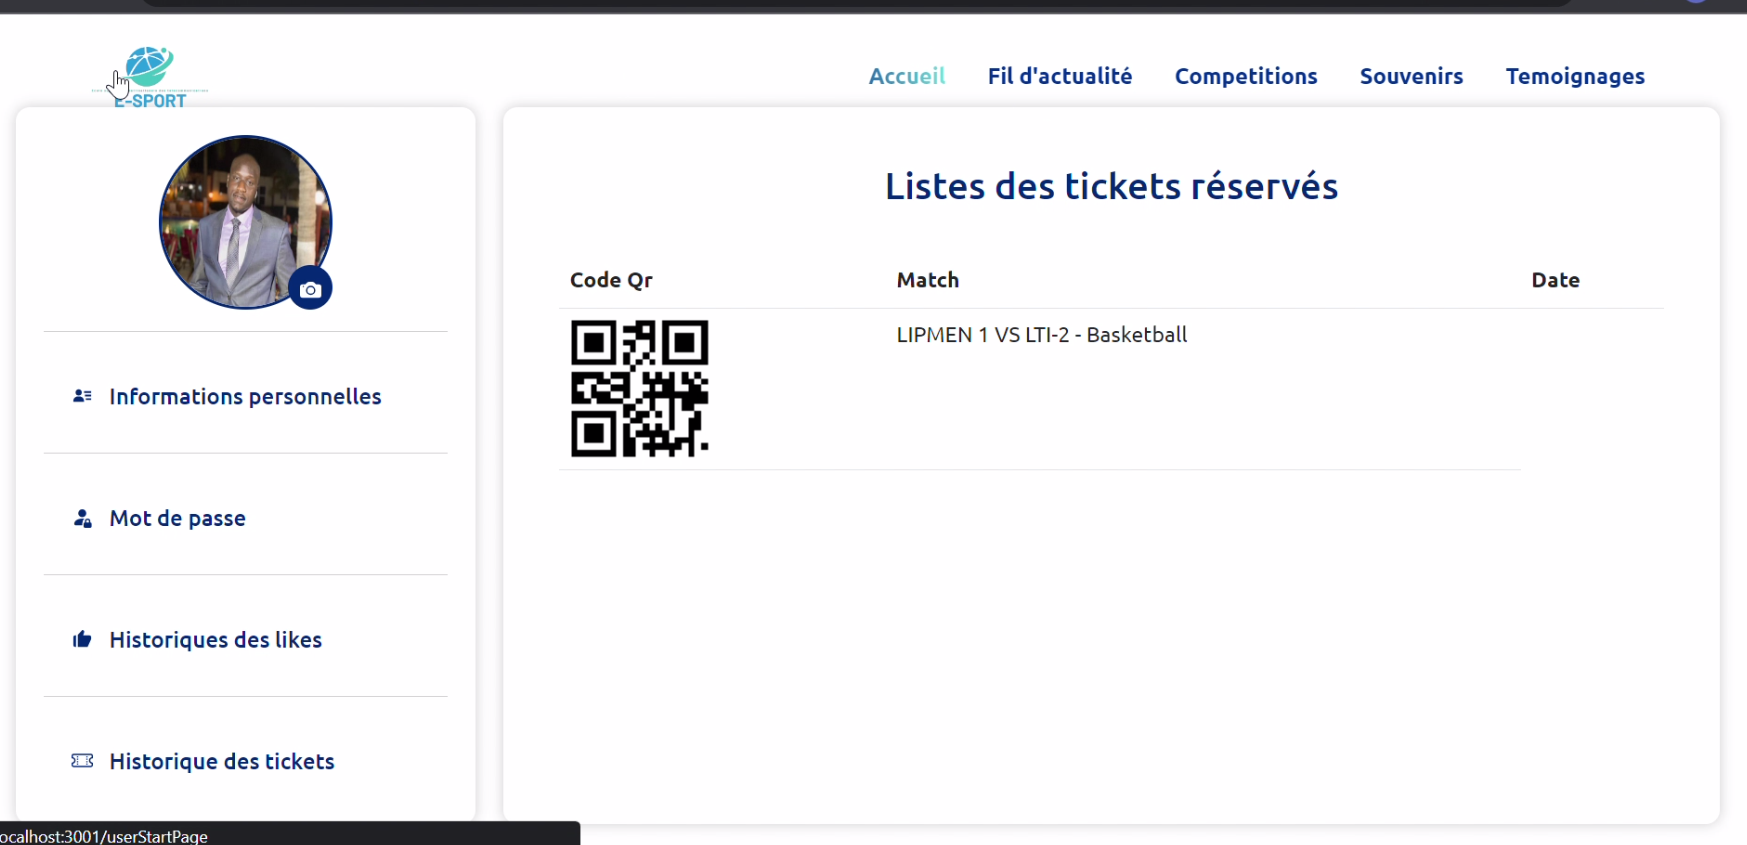 E-SPORT
Accueil
Fil d'actualité
Competitions
Souvenirs
Temoignages
Listes des tickets réservés
Code Qr
Match
Date
LIPMEN 1 VS LTI-2 - Basketball
Informations personnelles
Mot de passe
Historiques des likes
Historique des tickets
ocalhost:3001/userStartPage